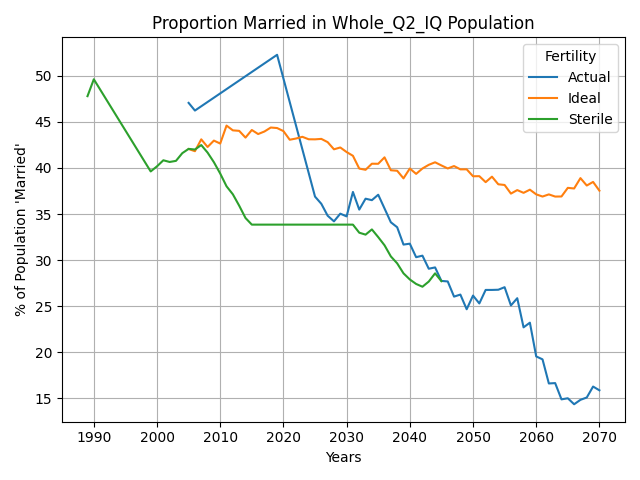 Proportion Married in Whole_Q2_IQ Population
% of Population 'Married'
50
45
40
35
30
25
20
15
Fertility
Actual
Ideal
Sterile
1990 2000 2010 2020 2030 2040 2050 2060 2070
Years